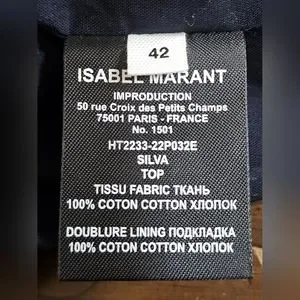 42
ISABEL MARANT
IMPRODUCTION
50 rue Croix des Petits Champs
75001 PARIS - FRANCE
No. 1501
HT2233-22P032E
SILVA
TOP
TISSU FABRIC ТКАНЬ
100% COTON COTTON ХЛОПОК
DOUBLURE LINING ПОДКЛАДКА
100% COTON COTTON ХЛОПОК